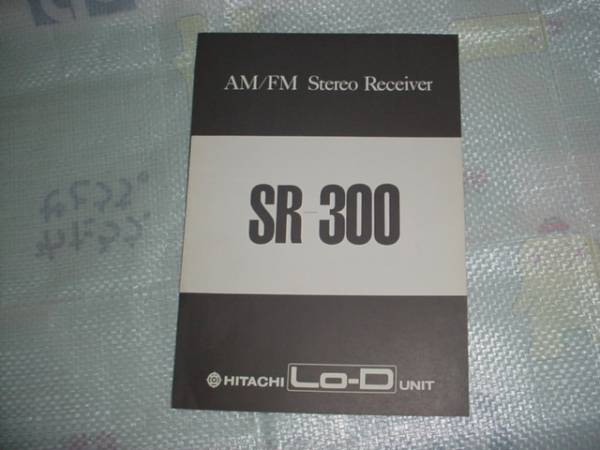 AM/FM Stereo Receiver
SR-300
HITACHI Lo-D UNIT